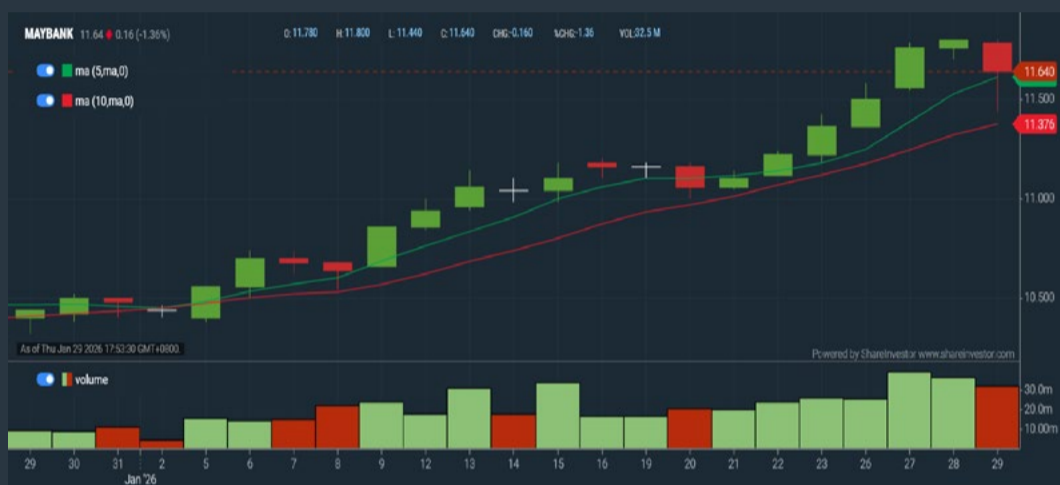 MAYBANK 11.64 0.16 (-1.36%) O: 11.780 H: 11.800 L: 11.440 C: 11.640 CHG:-0.160 %CHG:-1.36 VOL:32.5 M
ma (5,ma,0)
ma (10,ma,0)
11.640
11.500
11.376
11.000
10.500
As of Thu Jan 29 2026 17:53:30 GMT+0800.
Powered by ShareInvestor www.shareinvestor.com
volume
30.0m
20.0m
10.00m
29 30 31 2 5 6 7 8 9 12 13 14 15 16 19 20 21 22 23 26 27 28 29
Jan '26